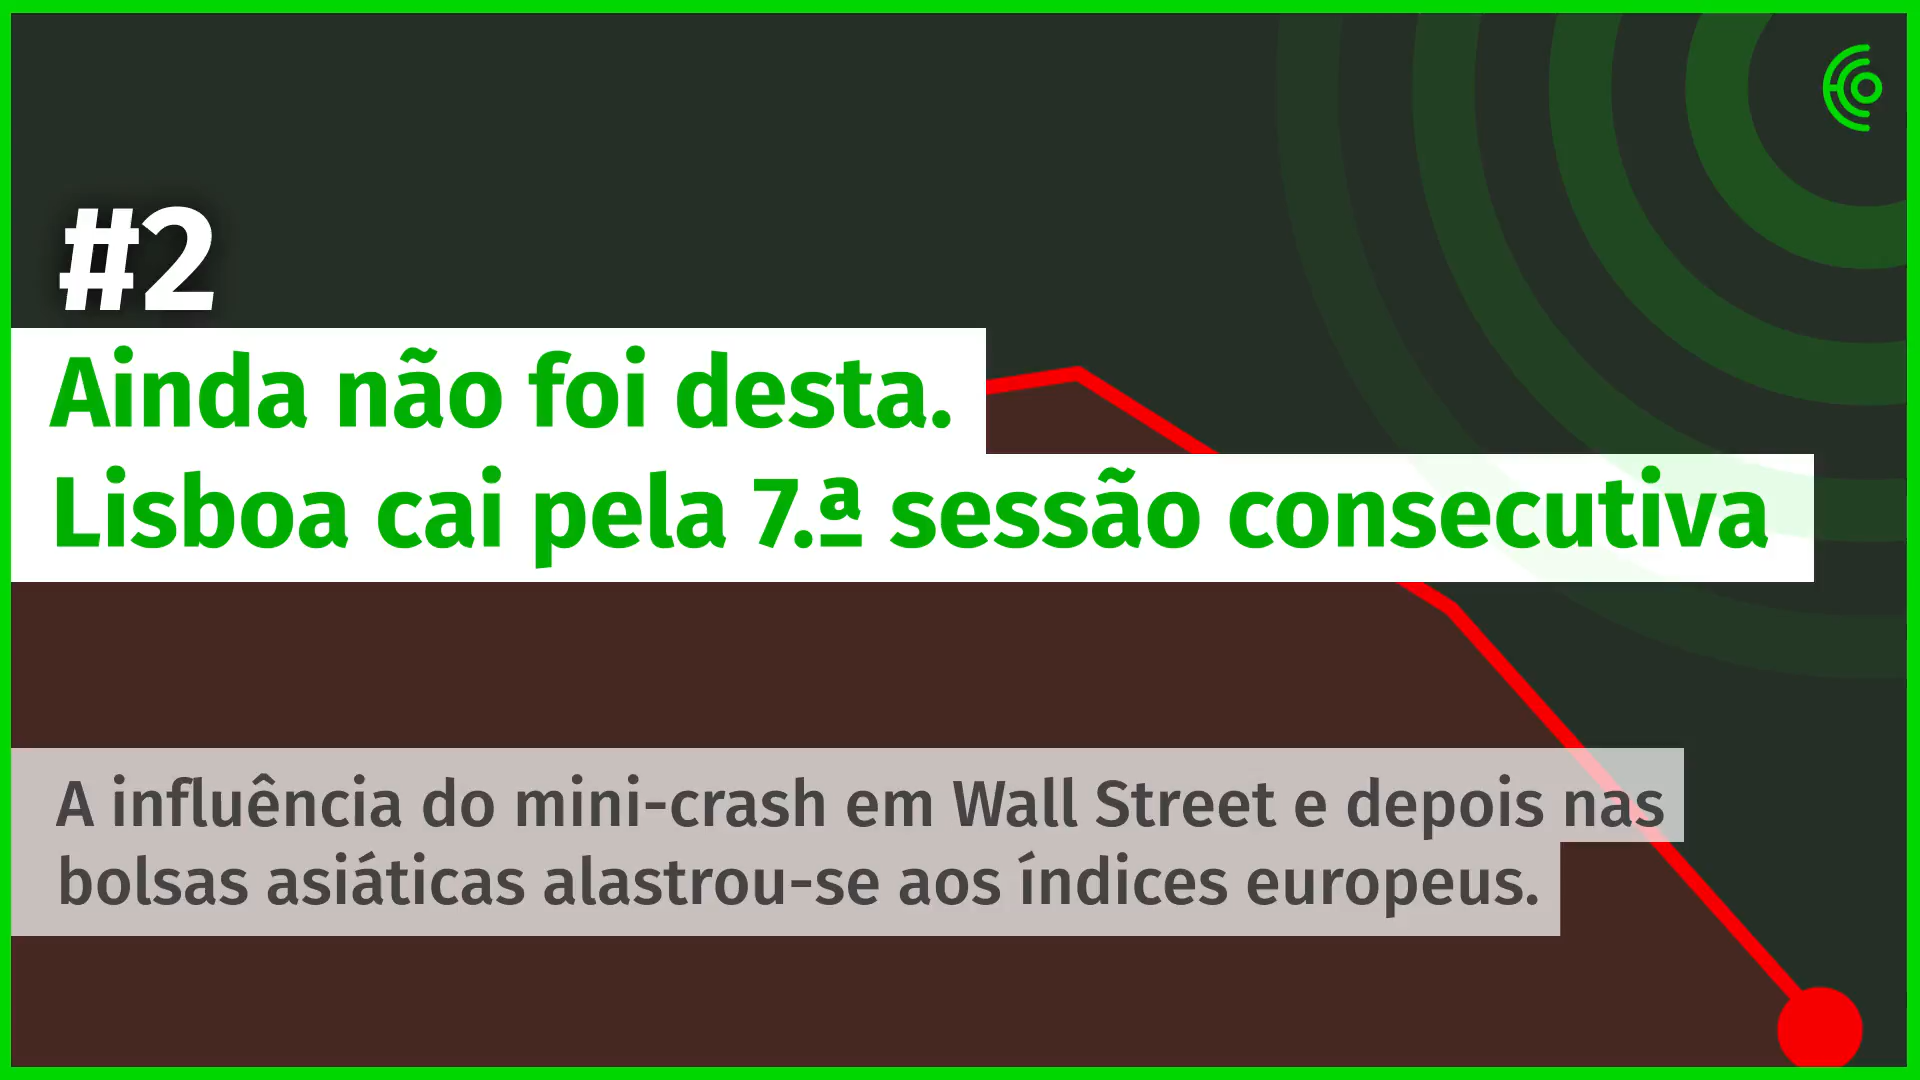 #2
Ainda não foi desta.
Lisboa cai pela 7.ª sessão consecutiva
A influência do mini-crash em Wall Street e depois nas
bolsas asiáticas alastrou-se aos índices europeus.